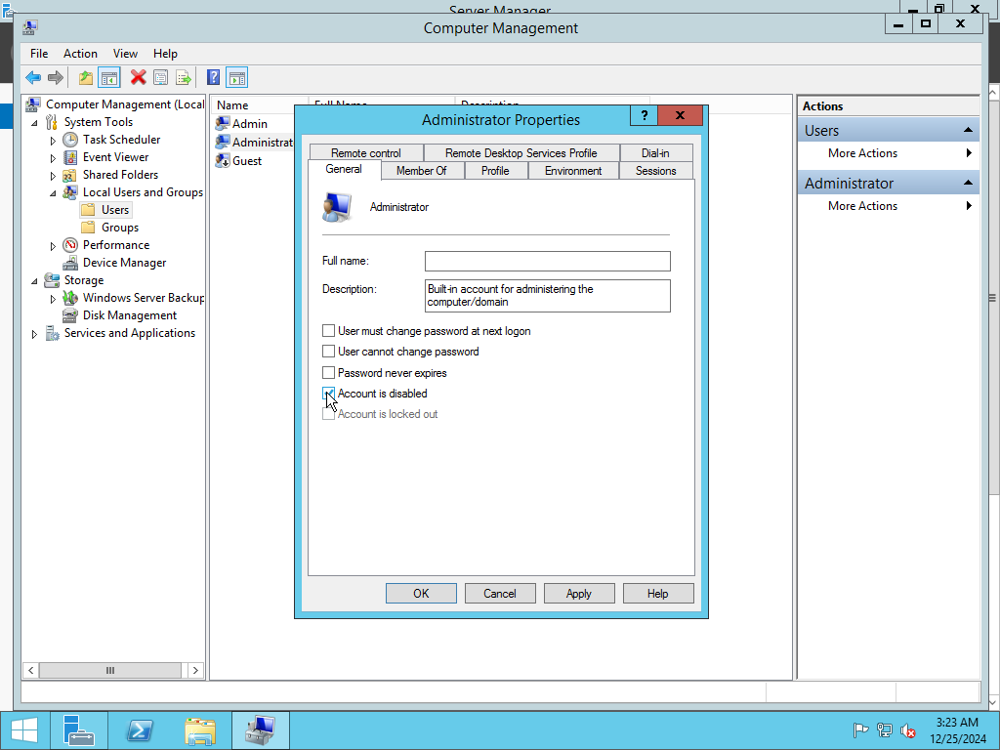 Server Manager
Computer Management
File Action View Help
Computer Management (Local
System Tools
Task Scheduler
Event Viewer
Shared Folders
Local Users and Groups
Users
Groups
Performance
Device Manager
Storage
Windows Server Backup
Disk Management
Services and Applications
Name Full Name Description
Admin
Administrat
Guest
Administrator Properties
?
Remote control Remote Desktop Services Profile Dial-in
General Member Of Profile Environment Sessions
Administrator
Full name:
Description: Built-in account for administering the
computer/domain
User must change password at next logon
User cannot change password
Password never expires
Account is disabled
Account is locked out
OK Cancel Apply Help
Actions
Users
More Actions
Administrator
More Actions
3:23 AM
12/25/2024